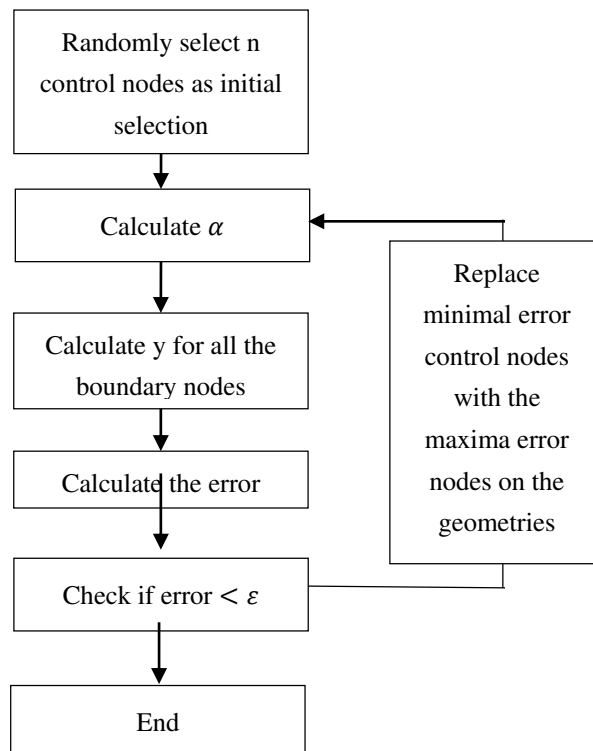 Randomly select n
control nodes as initial
selection
Calculate α
Calculate y for all the
boundary nodes
Calculate the error
Check if error < ε
End
Replace
minimal error
control nodes
with the
maxima error
nodes on the
geometries